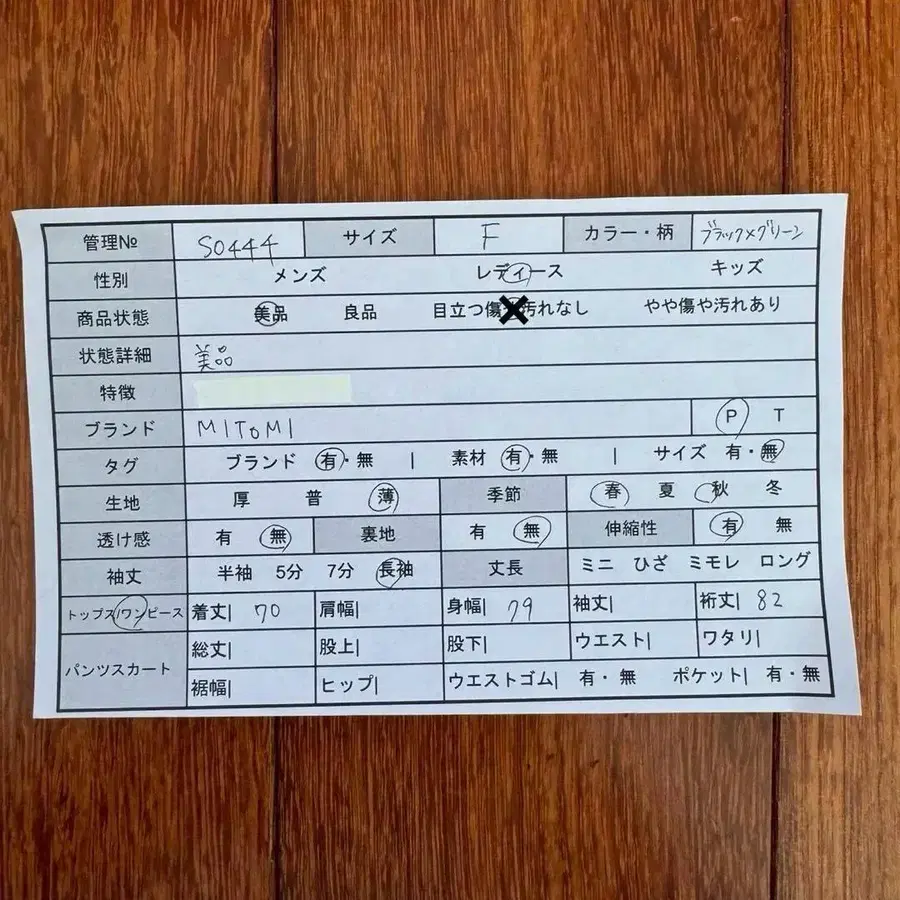 管理№ S0444 サイズ F カラー・柄 ブラック×グリーン
性別 メンズ レディース キッズ
商品状態 美品 良品 目立つ傷汚れなし やや傷や汚れあり
状態詳細 美品
特徴
ブランド MITOMI P T
タグ ブランド 有・無 | 素材 有・無 | サイズ 有・無
生地 厚 普 薄 季節 春 夏 秋 冬
透け感 有 無 裏地 有 無 伸縮性 有 無
袖丈 半袖 5分 7分 長袖 丈長 ミニ ひざ ミモレ ロング
トップス/ワンピース 着丈| 70 肩幅| 身幅| 79 袖丈| 裄丈| 82
パンツスカート 総丈| 股上| 股下| ウエスト| ワタリ|
裾幅| ヒップ| ウエストゴム| 有・無 ポケット| 有・無